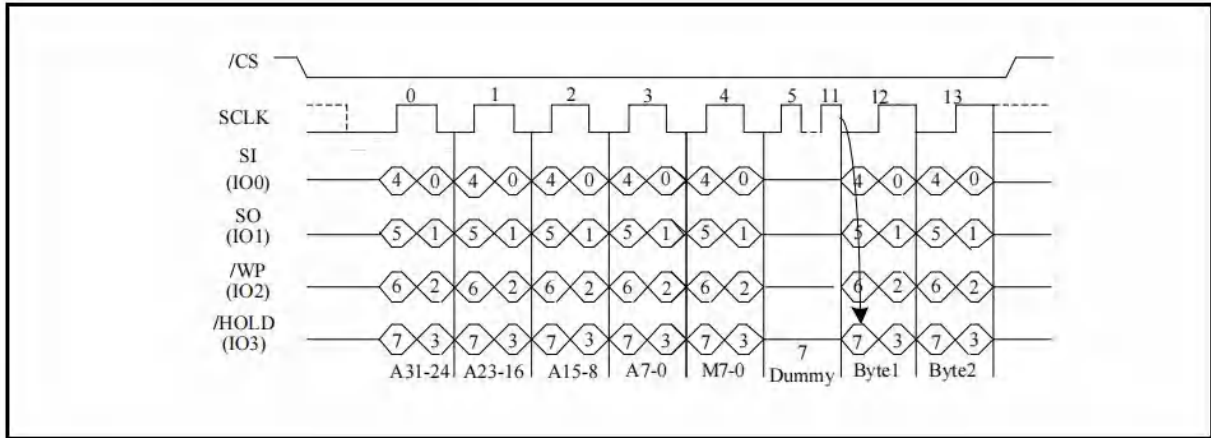 /CS
0 1 2 3 4 5 11 12 13
SCLK
SI
(IO0)
4 0 4 0 4 0 4 0 4 0 4 0 4 0
SO
(IO1)
5 1 5 1 5 1 5 1 5 1 5 1 5 1
/WP
(IO2)
6 2 6 2 6 2 6 2 6 2 6 2 6 2
/HOLD
(IO3)
7 3 7 3 7 3 7 3 7 3 7 7 3 7 3
A31-24 A23-16 A15-8 A7-0 M7-0 Dummy Byte1 Byte2